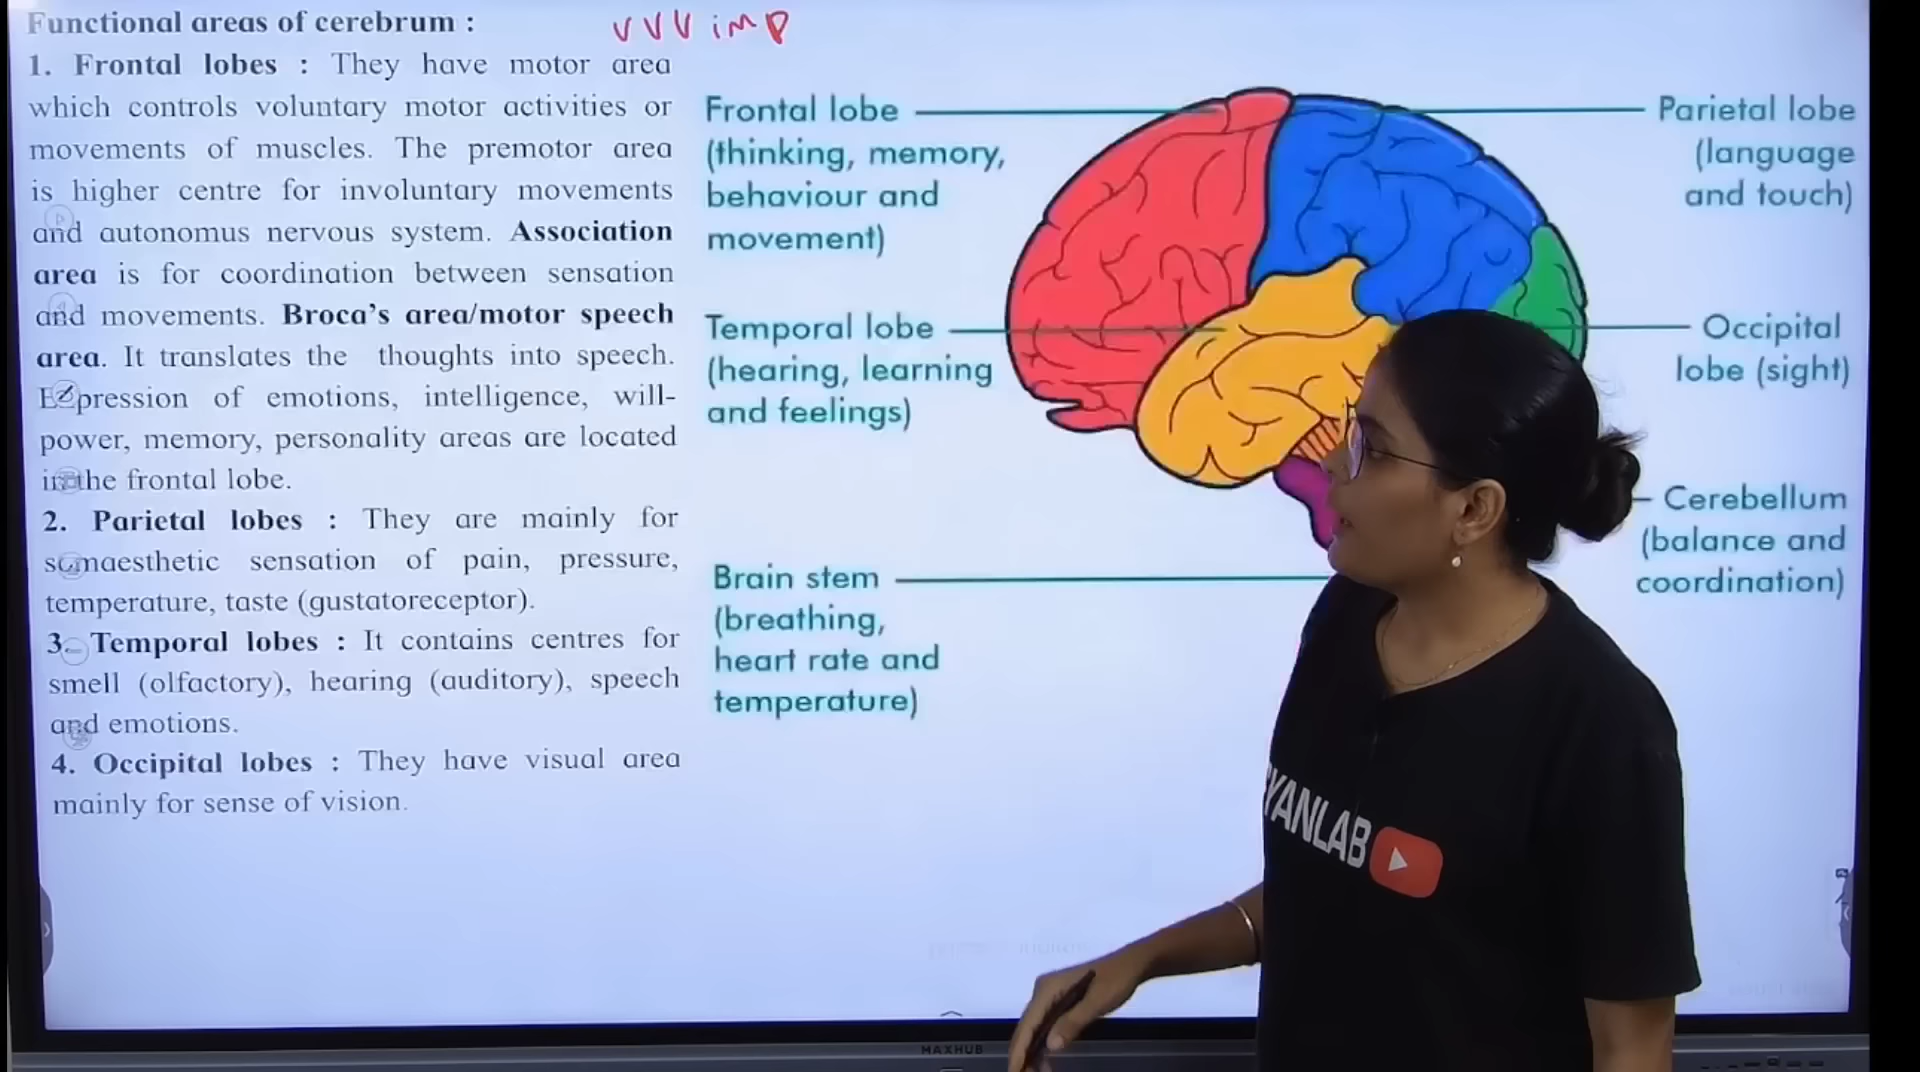 Functional areas of cerebrum :
vvv imp
1. Frontal lobes : They have motor area
which controls voluntary motor activities or
movements of muscles. The premotor area
is higher centre for involuntary movements
and autonomus nervous system. Association
area is for coordination between sensation
and movements. Broca's area/motor speech
area. It translates the thoughts into speech.
Expression of emotions, intelligence, will-
power, memory, personality areas are located
in the frontal lobe.
2. Parietal lobes : They are mainly for
somaesthetic sensation of pain, pressure,
temperature, taste (gustatoreceptor).
3. Temporal lobes : It contains centres for
smell (olfactory), hearing (auditory), speech
and emotions.
4. Occipital lobes : They have visual area
mainly for sense of vision.
Frontal lobe
(thinking, memory,
behaviour and
movement)
Temporal lobe
(hearing, learning
and feelings)
Brain stem
(breathing,
heart rate and
temperature)
Parietal lobe
(language
and touch)
Occipital
lobe (sight)
Cerebellum
(balance and
coordination)
YANLAB
MAXHUB